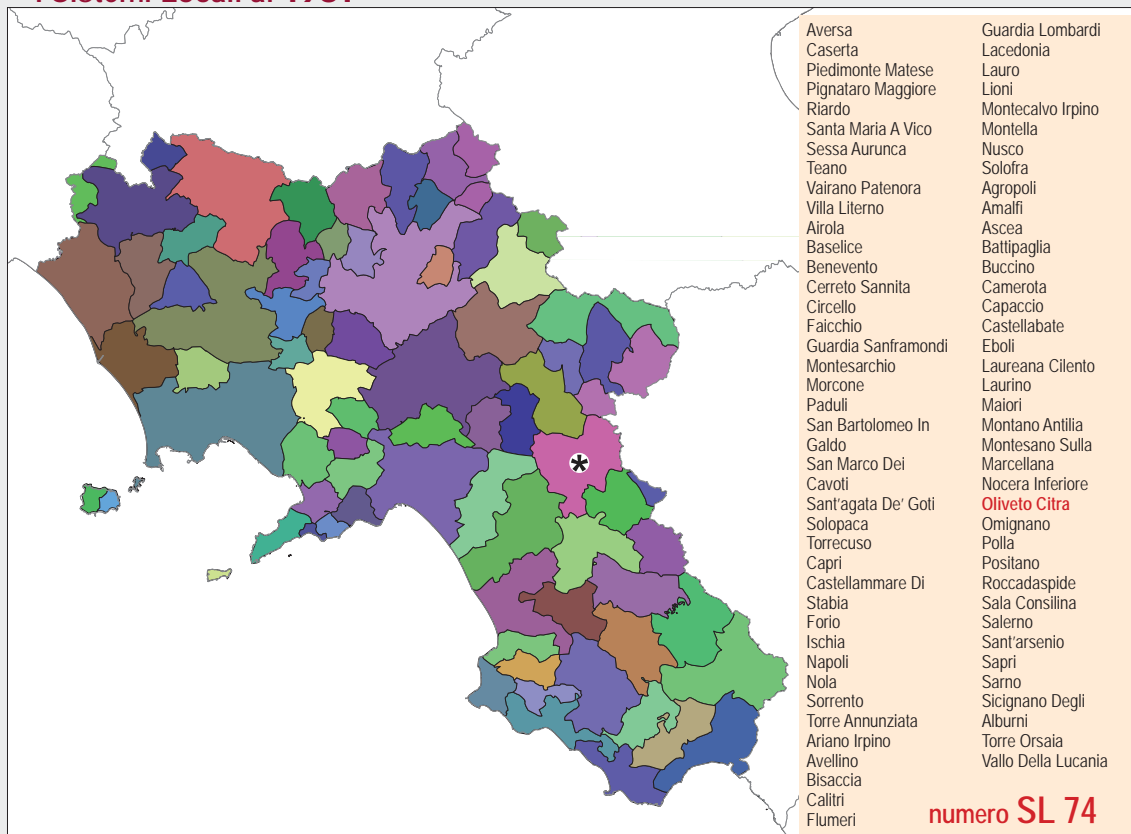 I Sistemi Locali al
Aversa
Caserta
Piedimonte Matese
Pignataro Maggiore
Riardo
Santa Maria A Vico
Sessa Aurunca
Teano
Vairano Patenora
Villa Literno
Airola
Baselice
Benevento
Cerreto Sannita
Circello
Faicchio
Guardia Sanframondi
Montesarchio
Morcone
Paduli
San Bartolomeo In
Galdo
San Marco Dei
Cavoti
Sant'agata De' Goti
Solopaca
Torrecuso
Capri
Castellammare Di
Stabia
Forio
Ischia
Napoli
Nola
Sorrento
Torre Annunziata
Ariano Irpino
Avellino
Bisaccia
Calitri
Flumeri
Guardia Lombardi
Lacedonia
Lauro
Lioni
Montecalvo Irpino
Montella
Nusco
Solofra
Agropoli
Amalfi
Ascea
Battipaglia
Buccino
Camerota
Capaccio
Castellabate
Eboli
Laureana Cilento
Laurino
Maiori
Montano Antilia
Montesano Sulla
Marcellana
Nocera Inferiore
Oliveto Citra
Omignano
Polla
Positano
Roccadaspide
Sala Consilina
Salerno
Sant'arsenio
Sapri
Sarno
Sicignano Degli
Alburni
Torre Orsaia
Vallo Della Lucania
numero SL 74